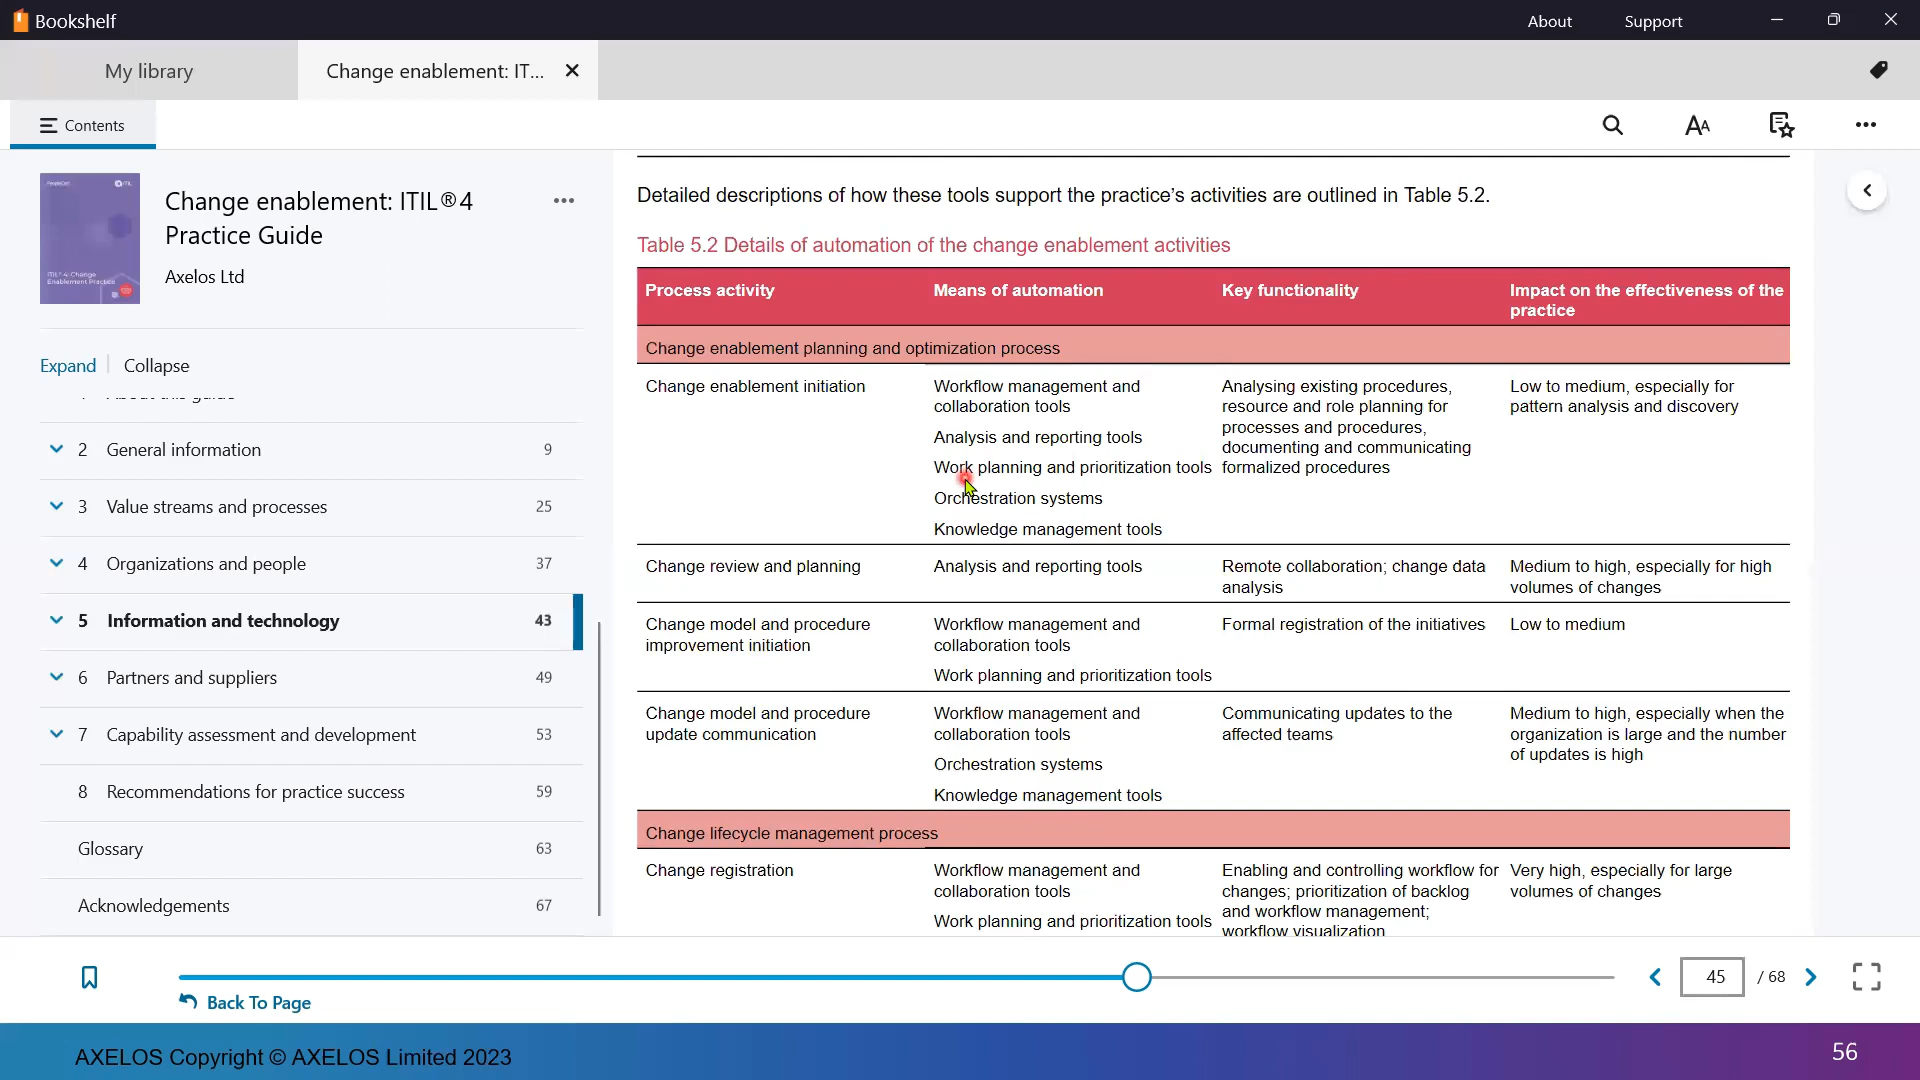 Bookshelf
About
Support
My library
Change enablement: IT...
Contents
Change enablement: ITIL®4
Practice Guide
Axelos Ltd
Expand
Collapse
2 General information 9
3 Value streams and processes 25
4 Organizations and people 37
5 Information and technology 43
6 Partners and suppliers 49
7 Capability assessment and development 53
8 Recommendations for practice success 59
Glossary 63
Acknowledgements 67
Detailed descriptions of how these tools support the practice's activities are outlined in Table 5.2.
Table 5.2 Details of automation of the change enablement activities
Process activity
Means of automation
Key functionality
Impact on the effectiveness of the
practice
Change enablement planning and optimization process
Change enablement initiation
Workflow management and
collaboration tools
Analysis and reporting tools
Work planning and prioritization tools
Orchestration systems
Knowledge management tools
Analysing existing procedures,
resource and role planning for
processes and procedures,
documenting and communicating
formalized procedures
Low to medium, especially for
pattern analysis and discovery
Change review and planning
Analysis and reporting tools
Remote collaboration; change data
analysis
Medium to high, especially for high
volumes of changes
Change model and procedure
improvement initiation
Workflow management and
collaboration tools
Work planning and prioritization tools
Formal registration of the initiatives
Low to medium
Change model and procedure
update communication
Workflow management and
collaboration tools
Orchestration systems
Knowledge management tools
Communicating updates to the
affected teams
Medium to high, especially when the
organization is large and the number
of updates is high
Change lifecycle management process
Change registration
Workflow management and
collaboration tools
Work planning and prioritization tools
Enabling and controlling workflow for
changes; prioritization of backlog
and workflow management;
workflow visualization
Very high, especially for large
volumes of changes
Back To Page
45 / 68
AXELOS Copyright © AXELOS Limited 2023
56